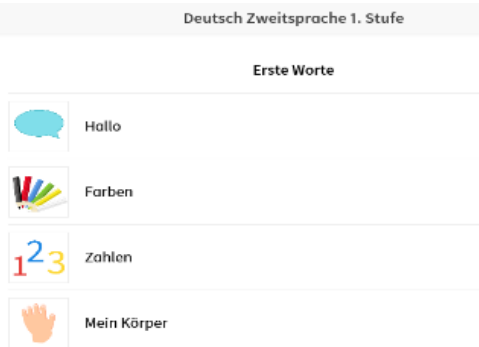 Deutsch Zweitsprache 1. Stufe
Erste Worte
Hallo
Farben
123 Zahlen
Mein Körper